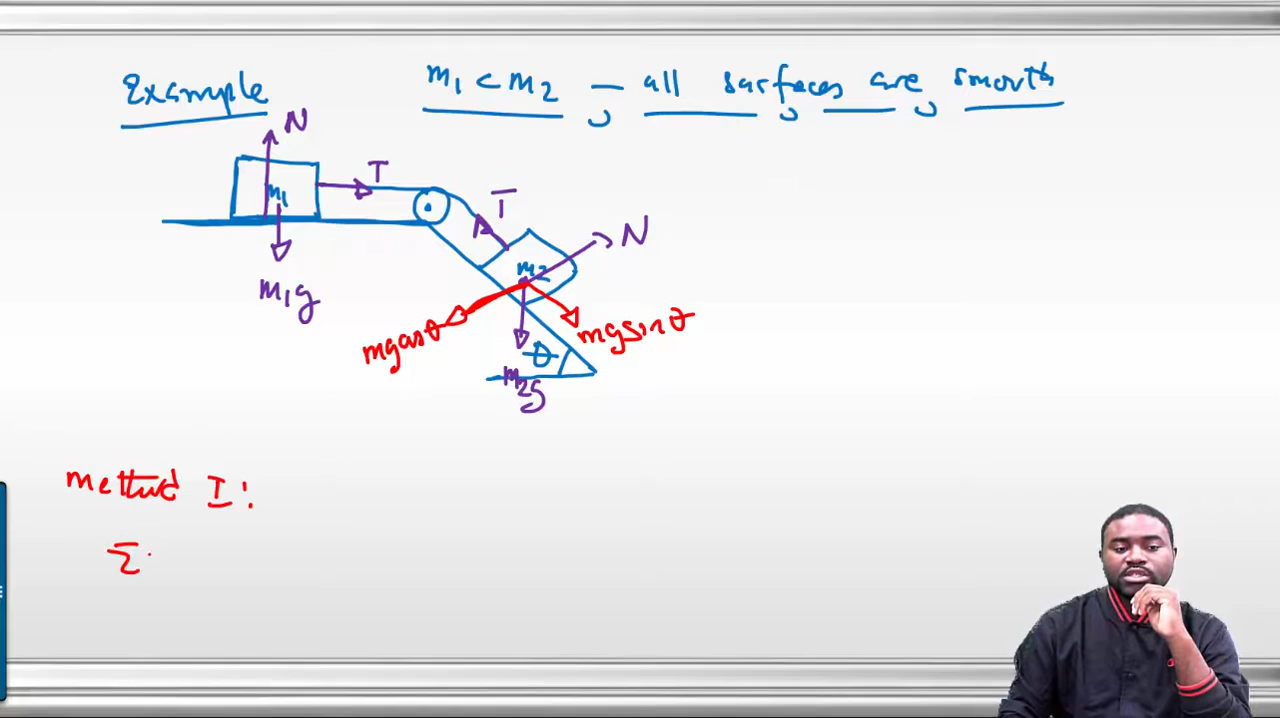 Example
m₁ < m₂ – all surfaces are smooth
N
T
m₁
T
N
m₂
m₁g
mgcosθ
mgsinθ
θ
m₂g
method I:
Σ